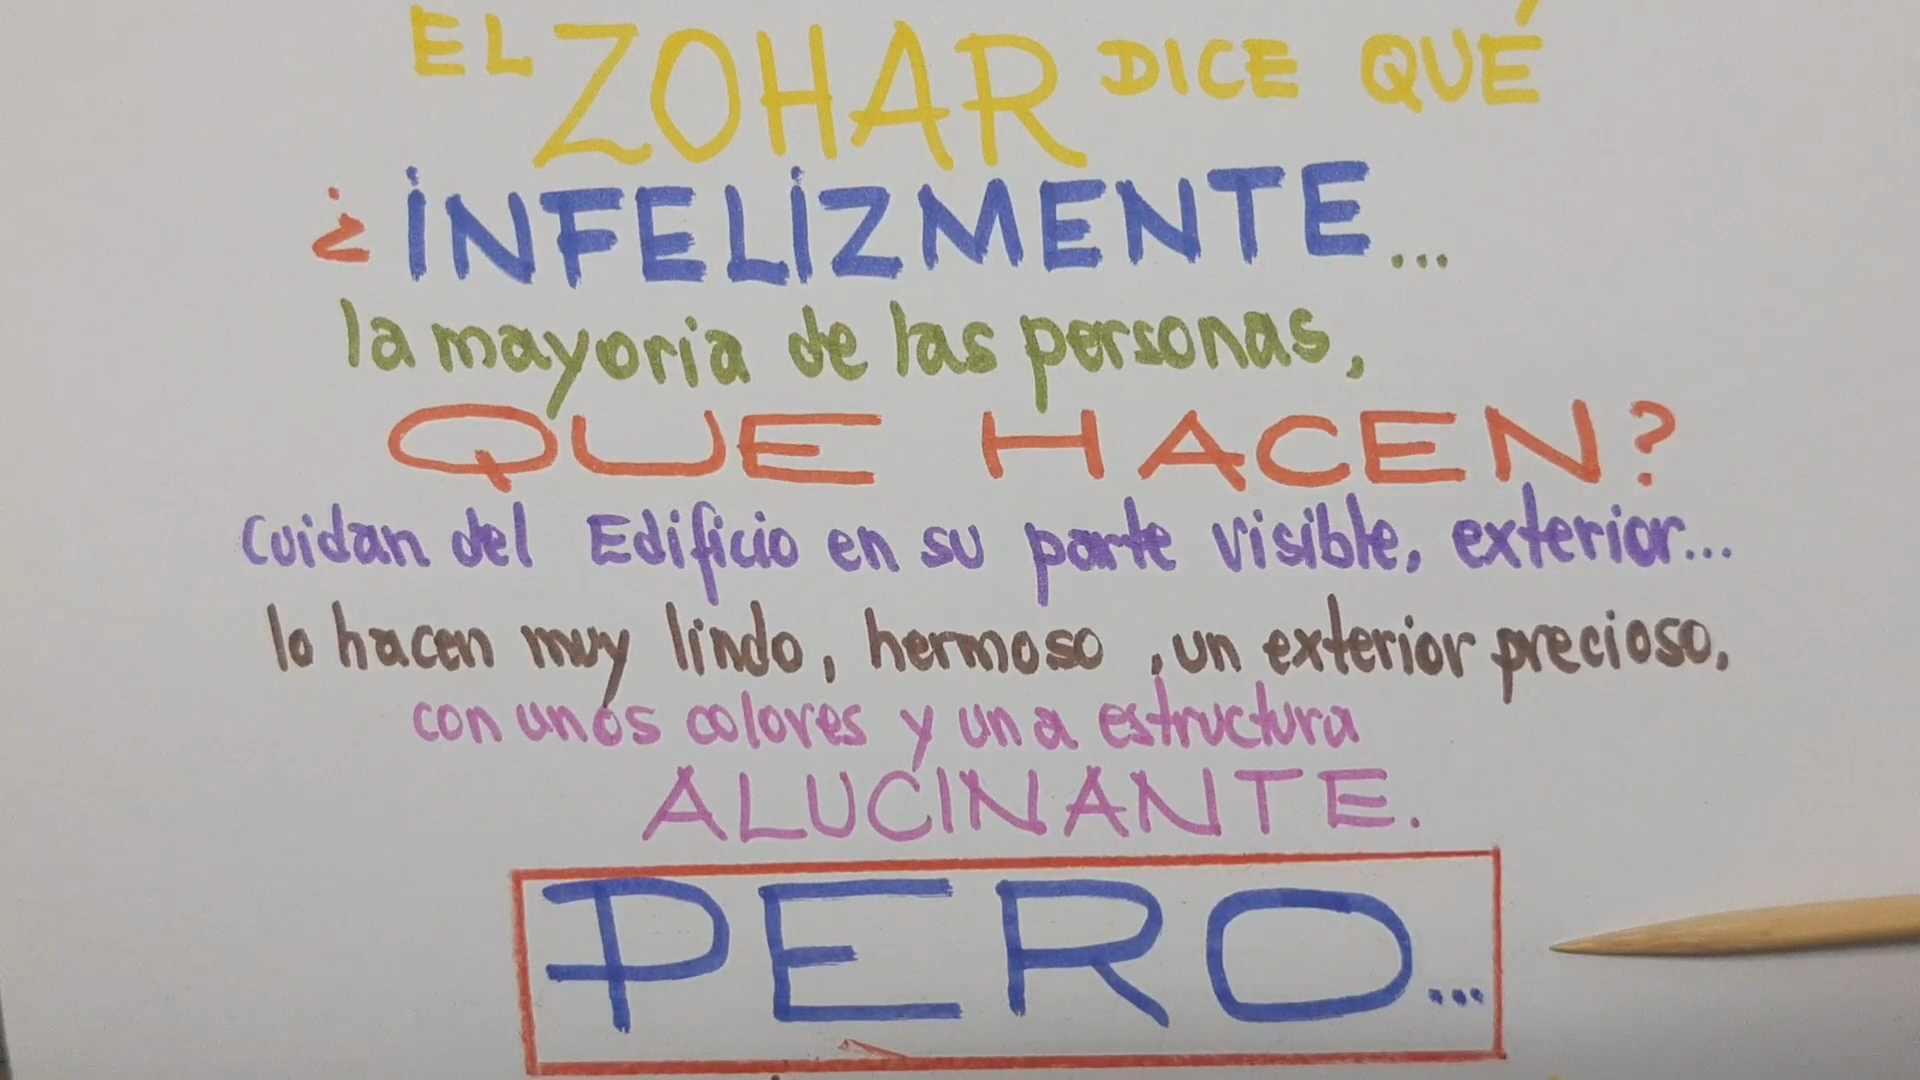 EL ZOHAR DICE QUÉ
¿INFELIZMENTE...
la mayoria de las personas,
QUE HACEN?
Cuidan del Edificio en su parte visible, exterior...
lo hacen muy lindo, hermoso, un exterior precioso,
con unos colores y una estructura
ALUCINANTE.
PERO...